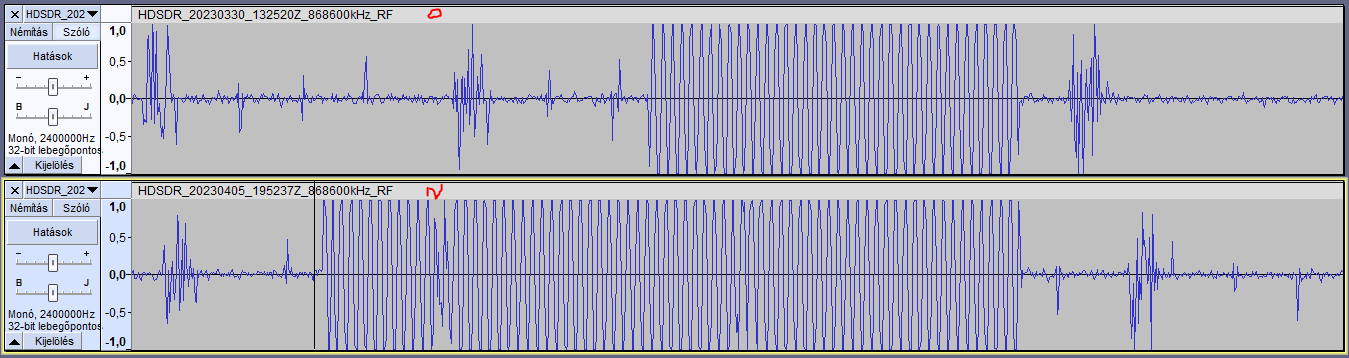 HDSDR_202 HDSDR_20230330_132520Z_868600kHz_RF
Némítás Szóló
Hatások
- +
B J
Monó, 2400000Hz
32-bit lebegőpontos
Kijelölés
1,0
0,5
0,0
-0,5
-1,0
HDSDR_202 HDSDR_20230405_195237Z_868600kHz_RF
Némítás Szóló
Hatások
- +
B J
Monó, 2400000Hz
32-bit lebegőpontos
Kijelölés
1,0
0,5
0,0
-0,5
-1,0